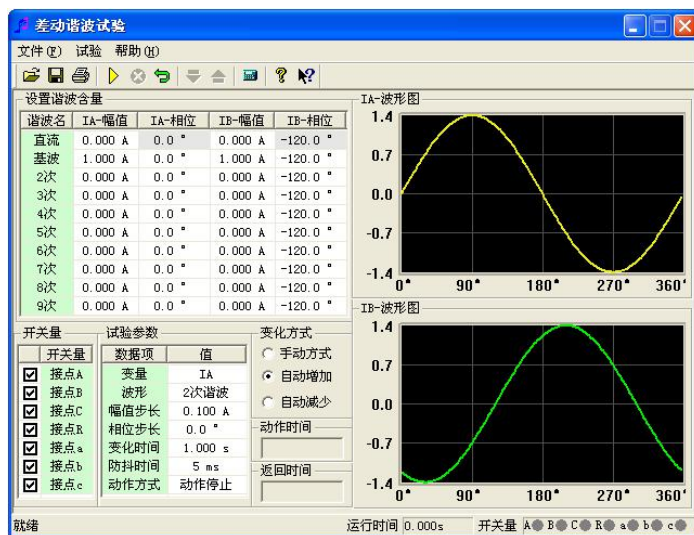 差动谐波试验
文件(F) 试验 帮助(H)
设置谐波含量
谐波名 IA-幅值 IA-相位 IB-幅值 IB-相位
直流 0.000 A 0.0 ° 0.000 A -120.0 °
基波 1.000 A 0.0 ° 1.000 A -120.0 °
2次 0.000 A 0.0 ° 0.000 A -120.0 °
3次 0.000 A 0.0 ° 0.000 A -120.0 °
4次 0.000 A 0.0 ° 0.000 A -120.0 °
5次 0.000 A 0.0 ° 0.000 A -120.0 °
6次 0.000 A 0.0 ° 0.000 A -120.0 °
7次 0.000 A 0.0 ° 0.000 A -120.0 °
8次 0.000 A 0.0 ° 0.000 A -120.0 °
9次 0.000 A 0.0 ° 0.000 A -120.0 °
IA-波形图
1.4
0.7
0.0
-0.7
-1.4
0° 90° 180° 270° 360°
IB-波形图
1.4
0.7
0.0
-0.7
-1.4
0° 90° 180° 270° 360°
开关量
开关量
接点A
接点B
接点C
接点R
接点a
接点b
接点c
试验参数
数据项 值
变量 IA
波形 2次谐波
幅值步长 0.100 A
相位步长 0.0 °
变化时间 1.000 s
防抖时间 5 ms
动作方式 动作停止
变化方式
手动方式
自动增加
自动减少
动作时间
返回时间
就绪 运行时间 0.000s 开关量 A B C R a b c